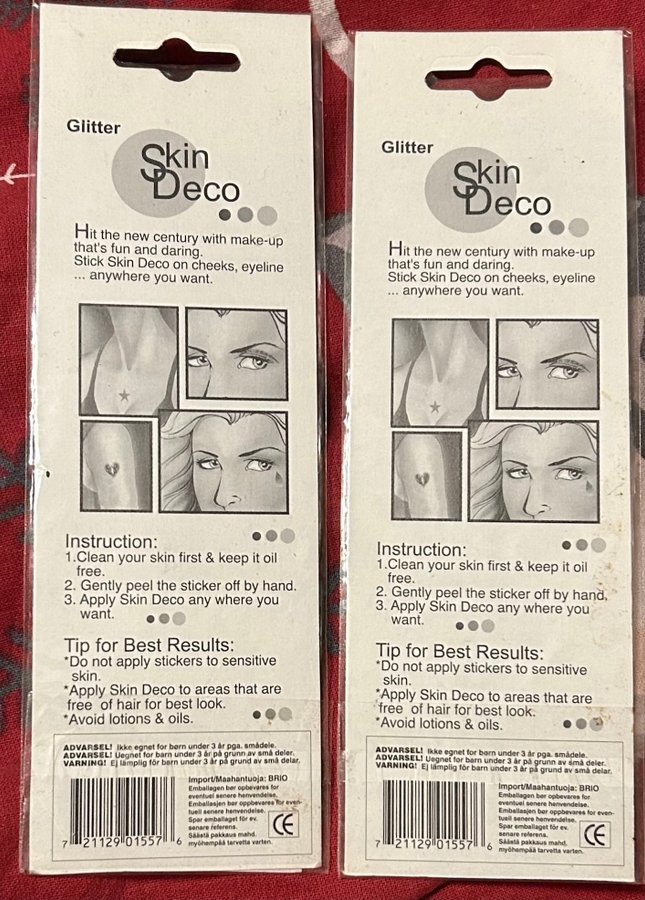 Glitter
Skin
Deco
Hit the new century with make-up
that's fun and daring.
Stick Skin Deco on cheeks, eyeline
... anywhere you want.
Instruction:
1.Clean your skin first & keep it oil
free.
2. Gently peel the sticker off by hand.
3. Apply Skin Deco any where you
want.
Tip for Best Results:
*Do not apply stickers to sensitive
skin.
*Apply Skin Deco to areas that are
free of hair for best look.
*Avoid lotions & oils.
ADVARSEL! Ikke egnet for børn under 3 år pga. smådele.
ADVARSEL! Uegnet for barn under 3 år på grunn av små deler.
VARNING! Ej lämplig för barn under 3 år på grund av små delar.
Import/Maahantuoja: BRIO
Emballagen bør opbevares for
eventuel senere henvendelse.
Emballasjen bør oppbevares for even-
tuell senere henvendelse.
Spar emballaget för ev.
senare referens.
Säästä pakkaus mahd.
myöhempää tarvetta varten.
CE
7 21129 01557 6
Glitter
Skin
Deco
Hit the new century with make-up
that's fun and daring.
Stick Skin Deco on cheeks, eyeline
... anywhere you want.
Instruction:
1.Clean your skin first & keep it oil
free.
2. Gently peel the sticker off by hand.
3. Apply Skin Deco any where you
want.
Tip for Best Results:
*Do not apply stickers to sensitive
skin.
*Apply Skin Deco to areas that are
free of hair for best look.
*Avoid lotions & oils.
ADVARSEL! Ikke egnet for børn under 3 år pga. smådele.
ADVARSEL! Uegnet for barn under 3 år på grunn av små deler.
VARNING! Ej lämplig för barn under 3 år på grund av små delar.
Import/Maahantuoja: BRIO
Emballagen bør opbevares for
eventuel senere henvendelse.
Emballasjen bør oppbevares for even-
tuell senere henvendelse.
Spar emballaget för ev.
senare referens.
Säästä pakkaus mahd.
myöhempää tarvetta varten.
CE
7 21129 01557 6